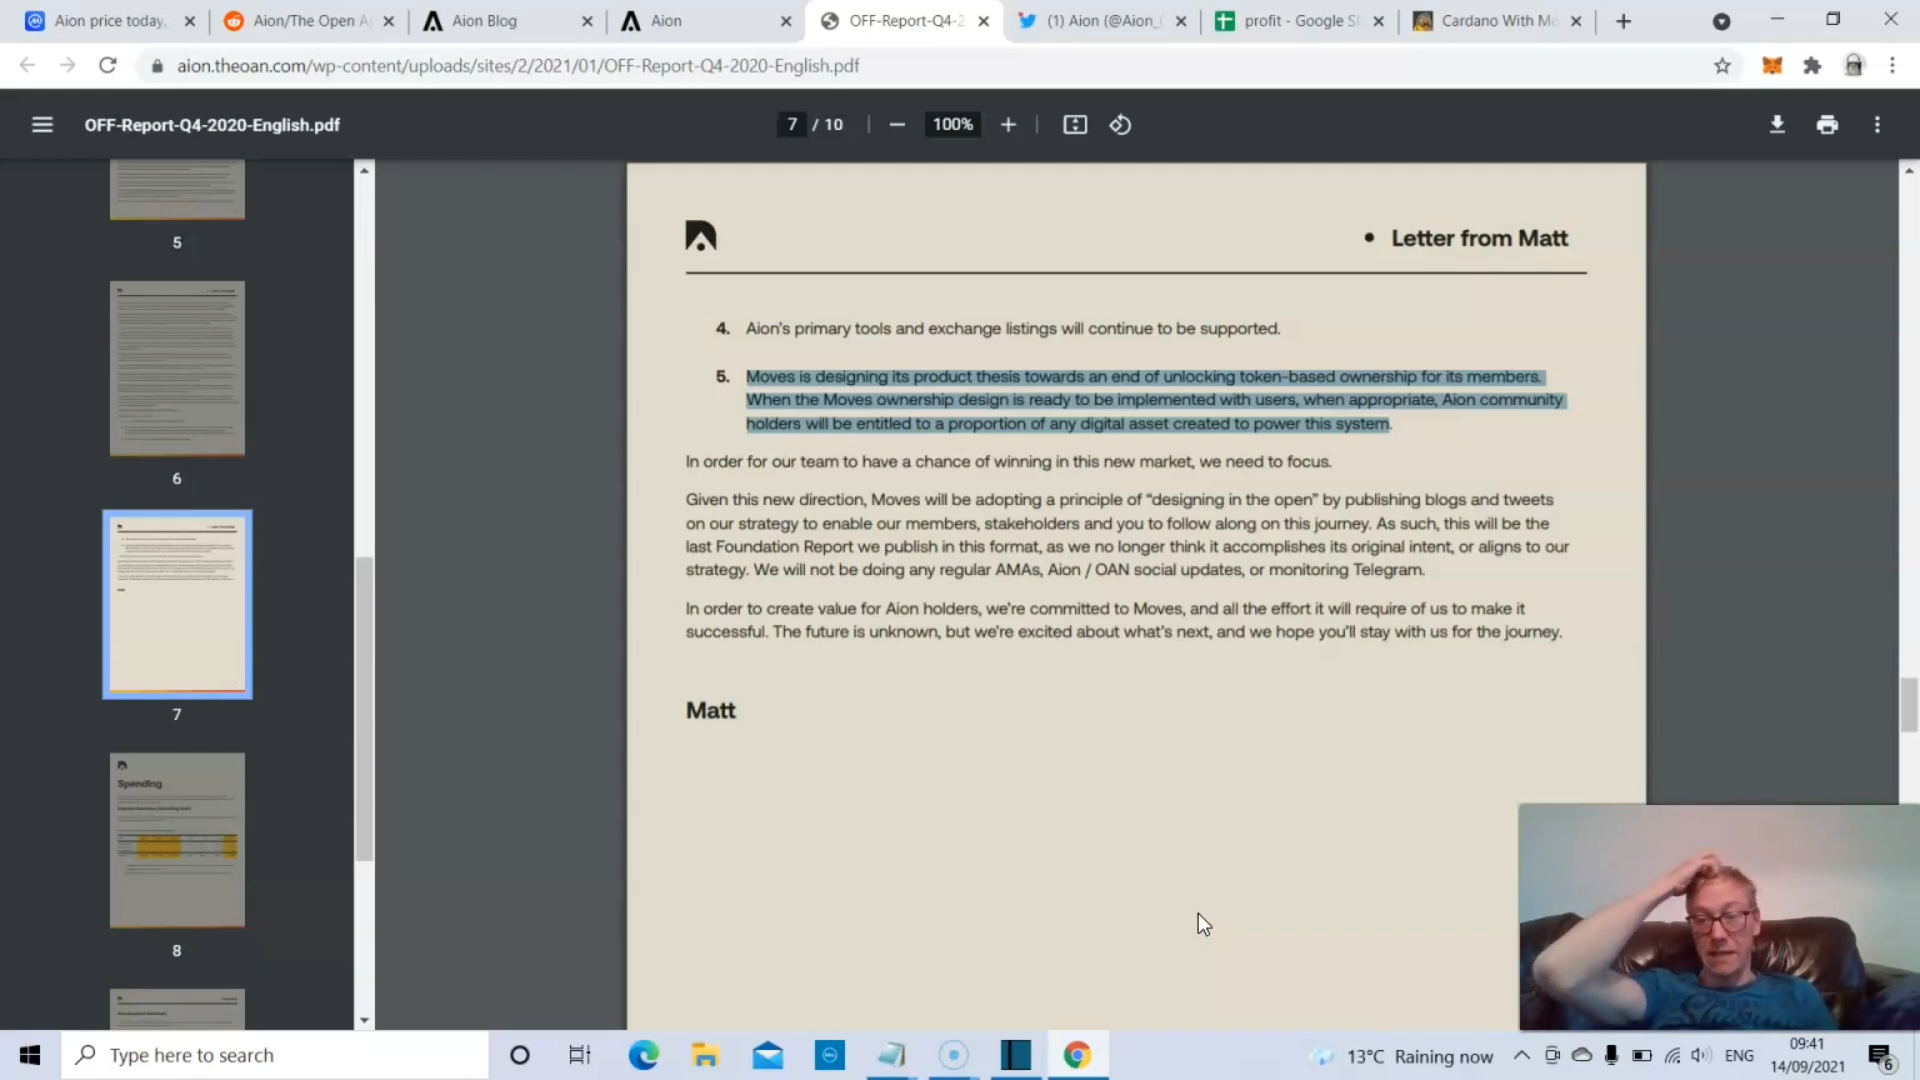 Aion price today,
Aion/The Open A
Aion Blog
Aion
OFF-Report-Q4-2
(1) Aion (@Aion_
profit - Google S
Cardano With Mo
aion.theoan.com/wp-content/uploads/sites/2/2021/01/OFF-Report-Q4-2020-English.pdf
OFF-Report-Q4-2020-English.pdf
7 / 10
100%
Letter from Matt
4. Aion's primary tools and exchange listings will continue to be supported.
5. Moves is designing its product thesis towards an end of unlocking token-based ownership for its members.
When the Moves ownership design is ready to be implemented with users, when appropriate, Aion community
holders will be entitled to a proportion of any digital asset created to power this system.
In order for our team to have a chance of winning in this new market, we need to focus.
Given this new direction, Moves will be adopting a principle of “designing in the open” by publishing blogs and tweets
on our strategy to enable our members, stakeholders and you to follow along on this journey. As such, this will be the
last Foundation Report we publish in this format, as we no longer think it accomplishes its original intent, or aligns to our
strategy. We will not be doing any regular AMAs, Aion / OAN social updates, or monitoring Telegram.
In order to create value for Aion holders, we're committed to Moves, and all the effort it will require of us to make it
successful. The future is unknown, but we're excited about what's next, and we hope you'll stay with us for the journey.
Matt
5
6
7
Spending
8
Type here to search
13°C Raining now
ENG
09:41
14/09/2021
6